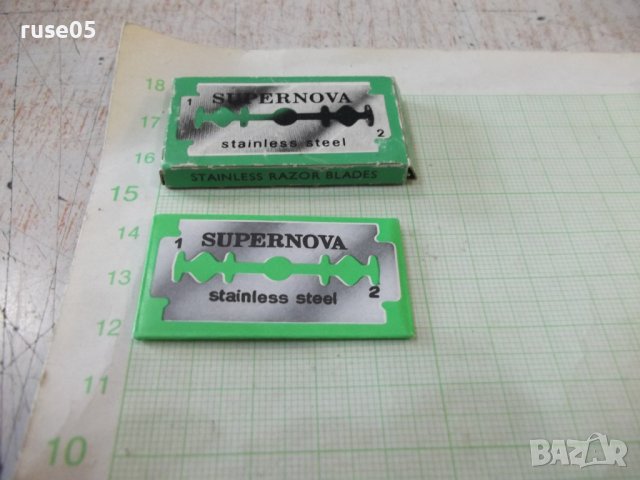 ruse05
18
17
16
15
14
13
12
11
10
1 SUPERNOVA
stainless steel 2
STAINLESS RAZOR BLADES
1 SUPERNOVA
stainless steel 2
BAZAR